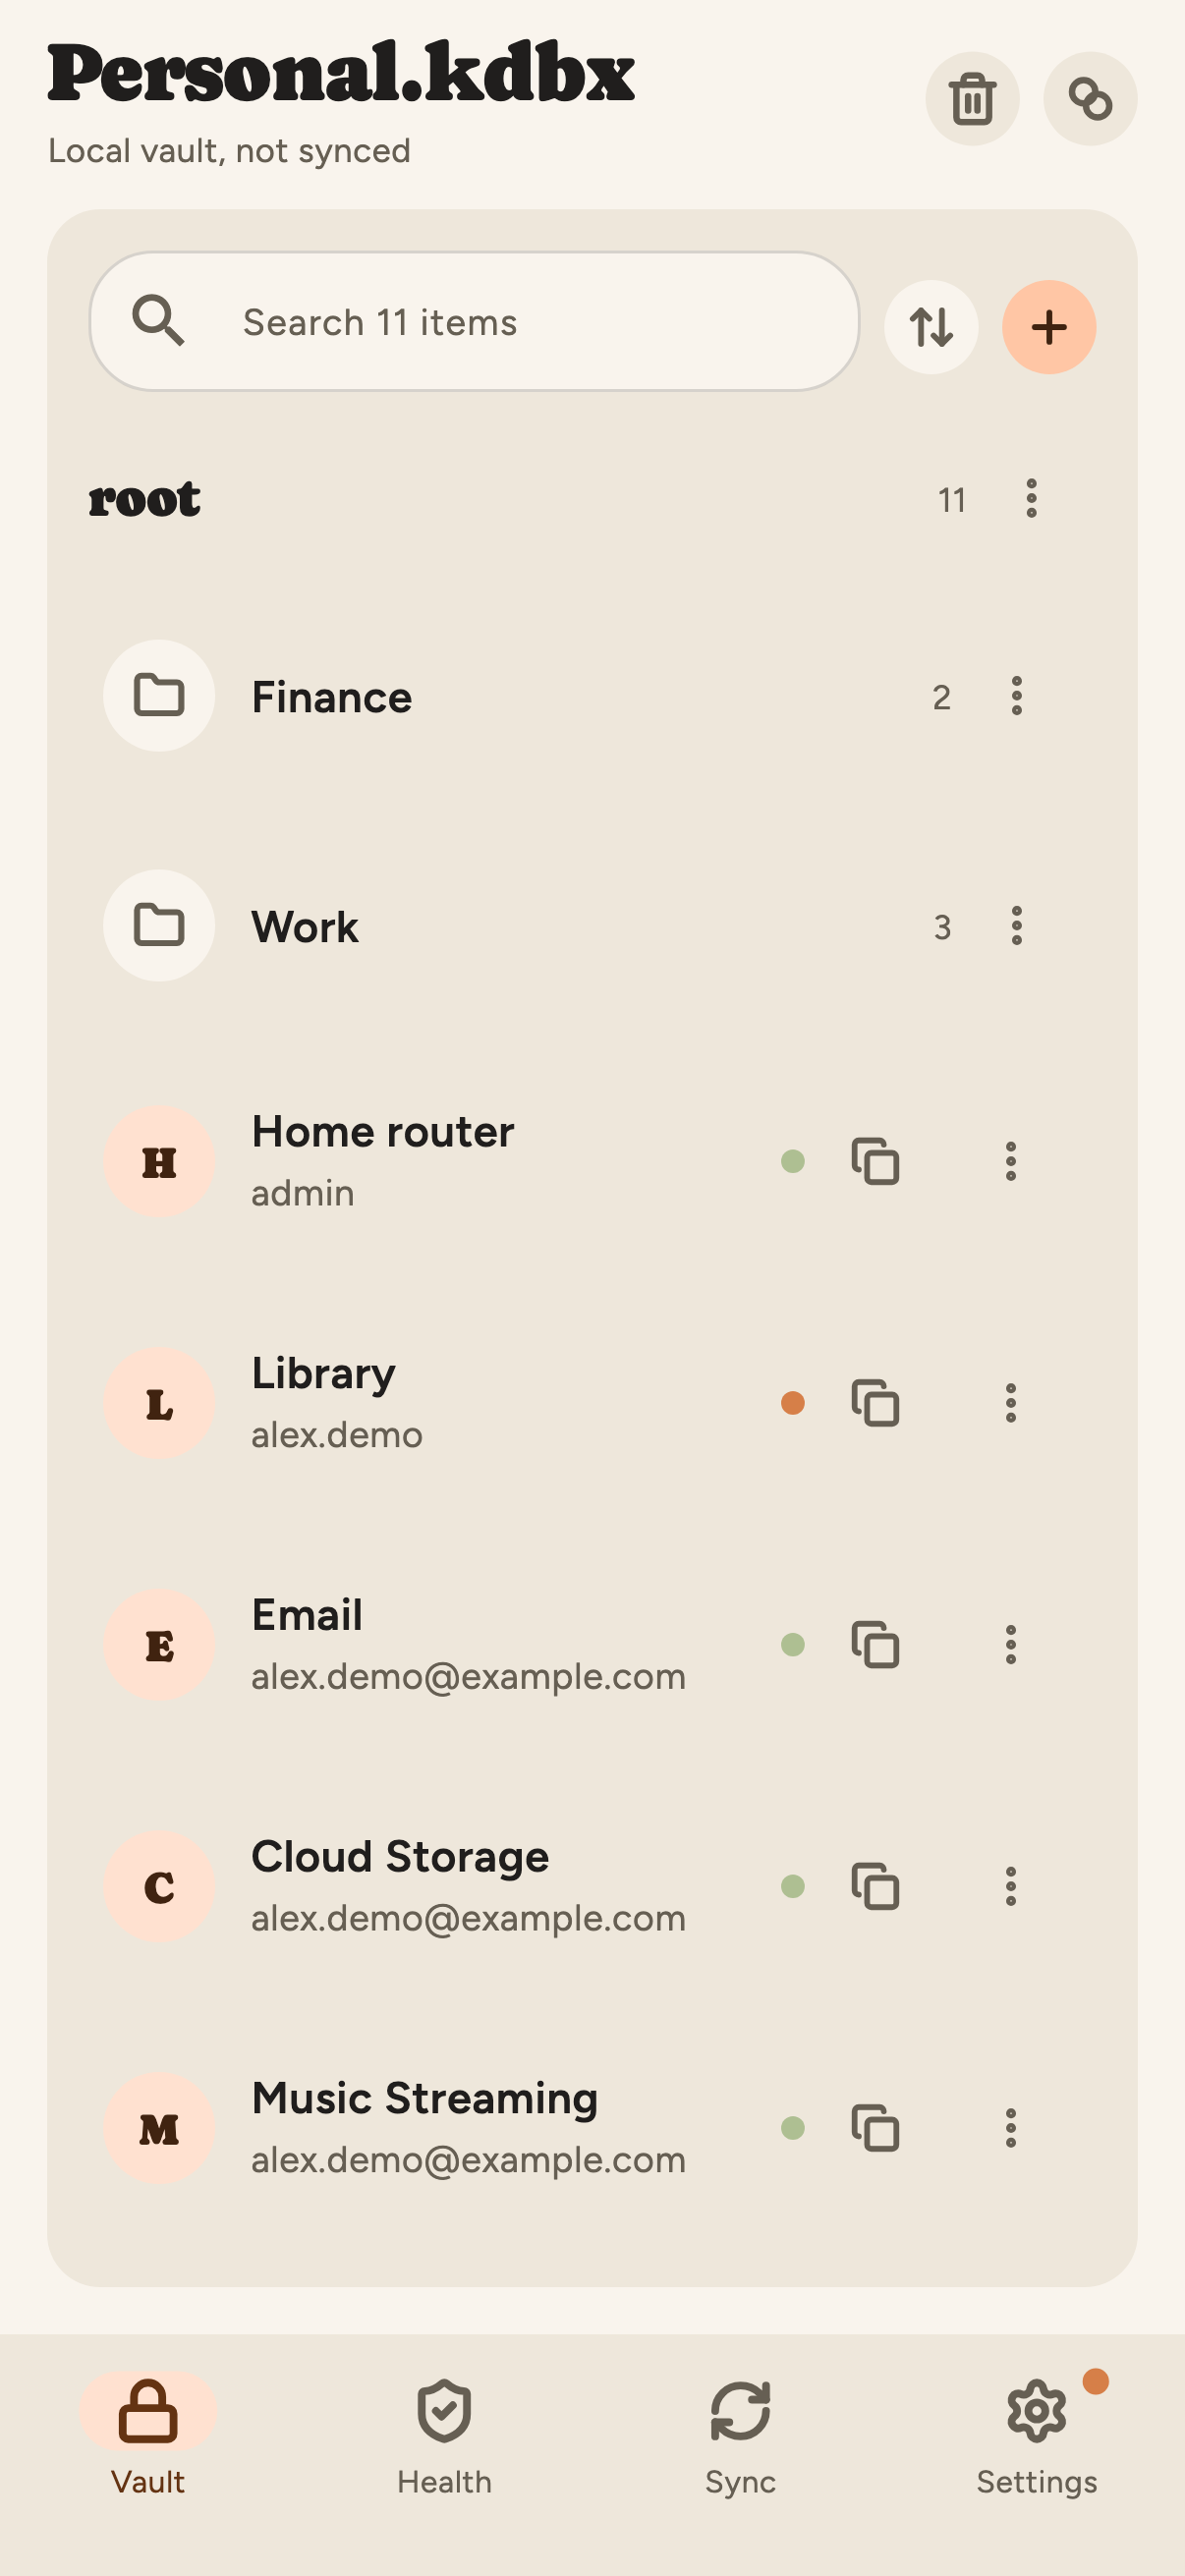 Personal.kdbx
Local vault, not synced
Search 11 items
root 11
Finance 2
Work 3
H
Home router
admin
L
Library
alex.demo
E
Email
alex.demo@example.com
C
Cloud Storage
alex.demo@example.com
M
Music Streaming
alex.demo@example.com
Vault Health Sync Settings